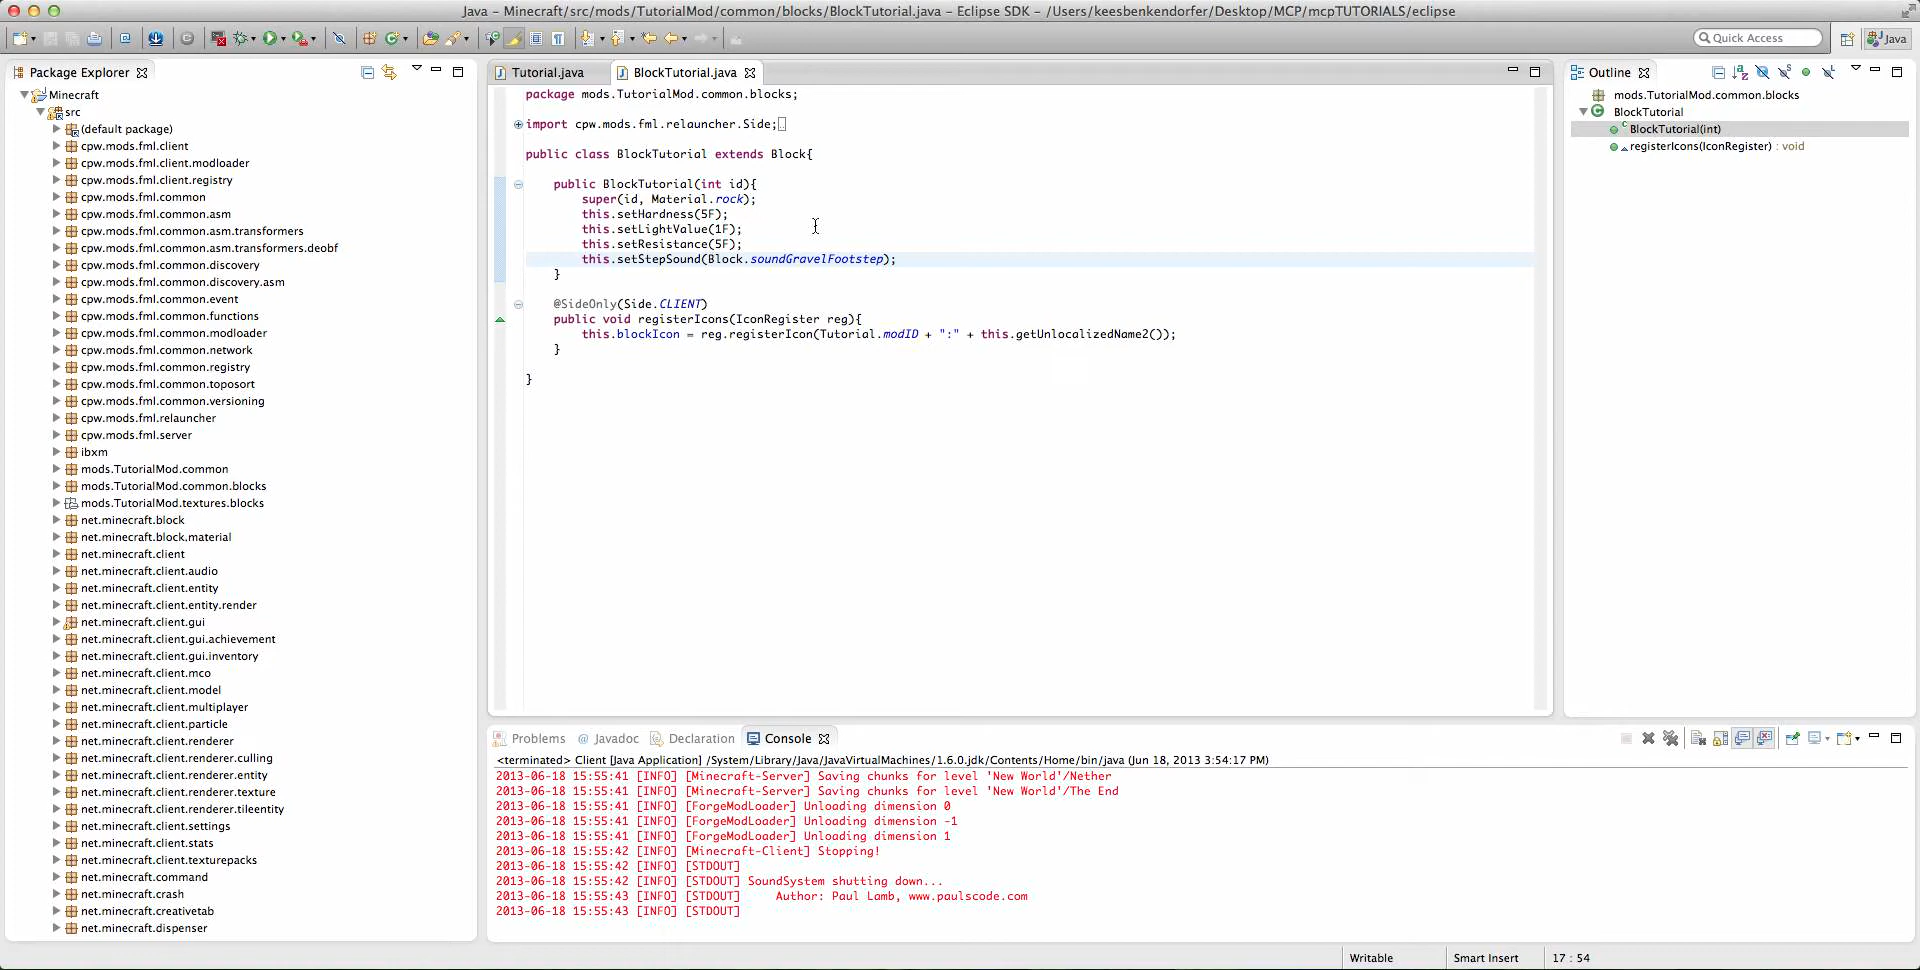 Java – Minecraft/src/mods/TutorialMod/common/blocks/BlockTutorial.java – Eclipse SDK – /Users/keesbenkendorfer/Desktop/MCP/mcpTUTORIALS/eclipse
Quick Access
Java
Package Explorer
Minecraft
src
(default package)
cpw.mods.fml.client
cpw.mods.fml.client.modloader
cpw.mods.fml.client.registry
cpw.mods.fml.common
cpw.mods.fml.common.asm
cpw.mods.fml.common.asm.transformers
cpw.mods.fml.common.asm.transformers.deobf
cpw.mods.fml.common.discovery
cpw.mods.fml.common.discovery.asm
cpw.mods.fml.common.event
cpw.mods.fml.common.functions
cpw.mods.fml.common.modloader
cpw.mods.fml.common.network
cpw.mods.fml.common.registry
cpw.mods.fml.common.toposort
cpw.mods.fml.common.versioning
cpw.mods.fml.relauncher
cpw.mods.fml.server
ibxm
mods.TutorialMod.common
mods.TutorialMod.common.blocks
mods.TutorialMod.textures.blocks
net.minecraft.block
net.minecraft.block.material
net.minecraft.client
net.minecraft.client.audio
net.minecraft.client.entity
net.minecraft.client.entity.render
net.minecraft.client.gui
net.minecraft.client.gui.achievement
net.minecraft.client.gui.inventory
net.minecraft.client.mco
net.minecraft.client.model
net.minecraft.client.multiplayer
net.minecraft.client.particle
net.minecraft.client.renderer
net.minecraft.client.renderer.culling
net.minecraft.client.renderer.entity
net.minecraft.client.renderer.texture
net.minecraft.client.renderer.tileentity
net.minecraft.client.settings
net.minecraft.client.stats
net.minecraft.client.texturepacks
net.minecraft.command
net.minecraft.crash
net.minecraft.creativetab
net.minecraft.dispenser
Tutorial.java
BlockTutorial.java
package mods.TutorialMod.common.blocks;
import cpw.mods.fml.relauncher.Side;
public class BlockTutorial extends Block{
public BlockTutorial(int id){
super(id, Material.rock);
this.setHardness(5F);
this.setLightValue(1F);
this.setResistance(5F);
this.setStepSound(Block.soundGravelFootstep);
}
@SideOnly(Side.CLIENT)
public void registerIcons(IconRegister reg){
this.blockIcon = reg.registerIcon(Tutorial.modID + ":" + this.getUnlocalizedName2());
}
}
Outline
mods.TutorialMod.common.blocks
BlockTutorial
BlockTutorial(int)
registerIcons(IconRegister) : void
Problems
@ Javadoc
Declaration
Console
<terminated> Client [Java Application] /System/Library/Java/JavaVirtualMachines/1.6.0.jdk/Contents/Home/bin/java (Jun 18, 2013 3:54:17 PM)
2013-06-18 15:55:41 [INFO] [Minecraft-Server] Saving chunks for level 'New World'/Nether
2013-06-18 15:55:41 [INFO] [Minecraft-Server] Saving chunks for level 'New World'/The End
2013-06-18 15:55:41 [INFO] [ForgeModLoader] Unloading dimension 0
2013-06-18 15:55:41 [INFO] [ForgeModLoader] Unloading dimension -1
2013-06-18 15:55:41 [INFO] [ForgeModLoader] Unloading dimension 1
2013-06-18 15:55:42 [INFO] [Minecraft-Client] Stopping!
2013-06-18 15:55:42 [INFO] [STDOUT]
2013-06-18 15:55:42 [INFO] [STDOUT] SoundSystem shutting down...
2013-06-18 15:55:43 [INFO] [STDOUT] Author: Paul Lamb, www.paulscode.com
2013-06-18 15:55:43 [INFO] [STDOUT]
Writable
Smart Insert
17 : 54